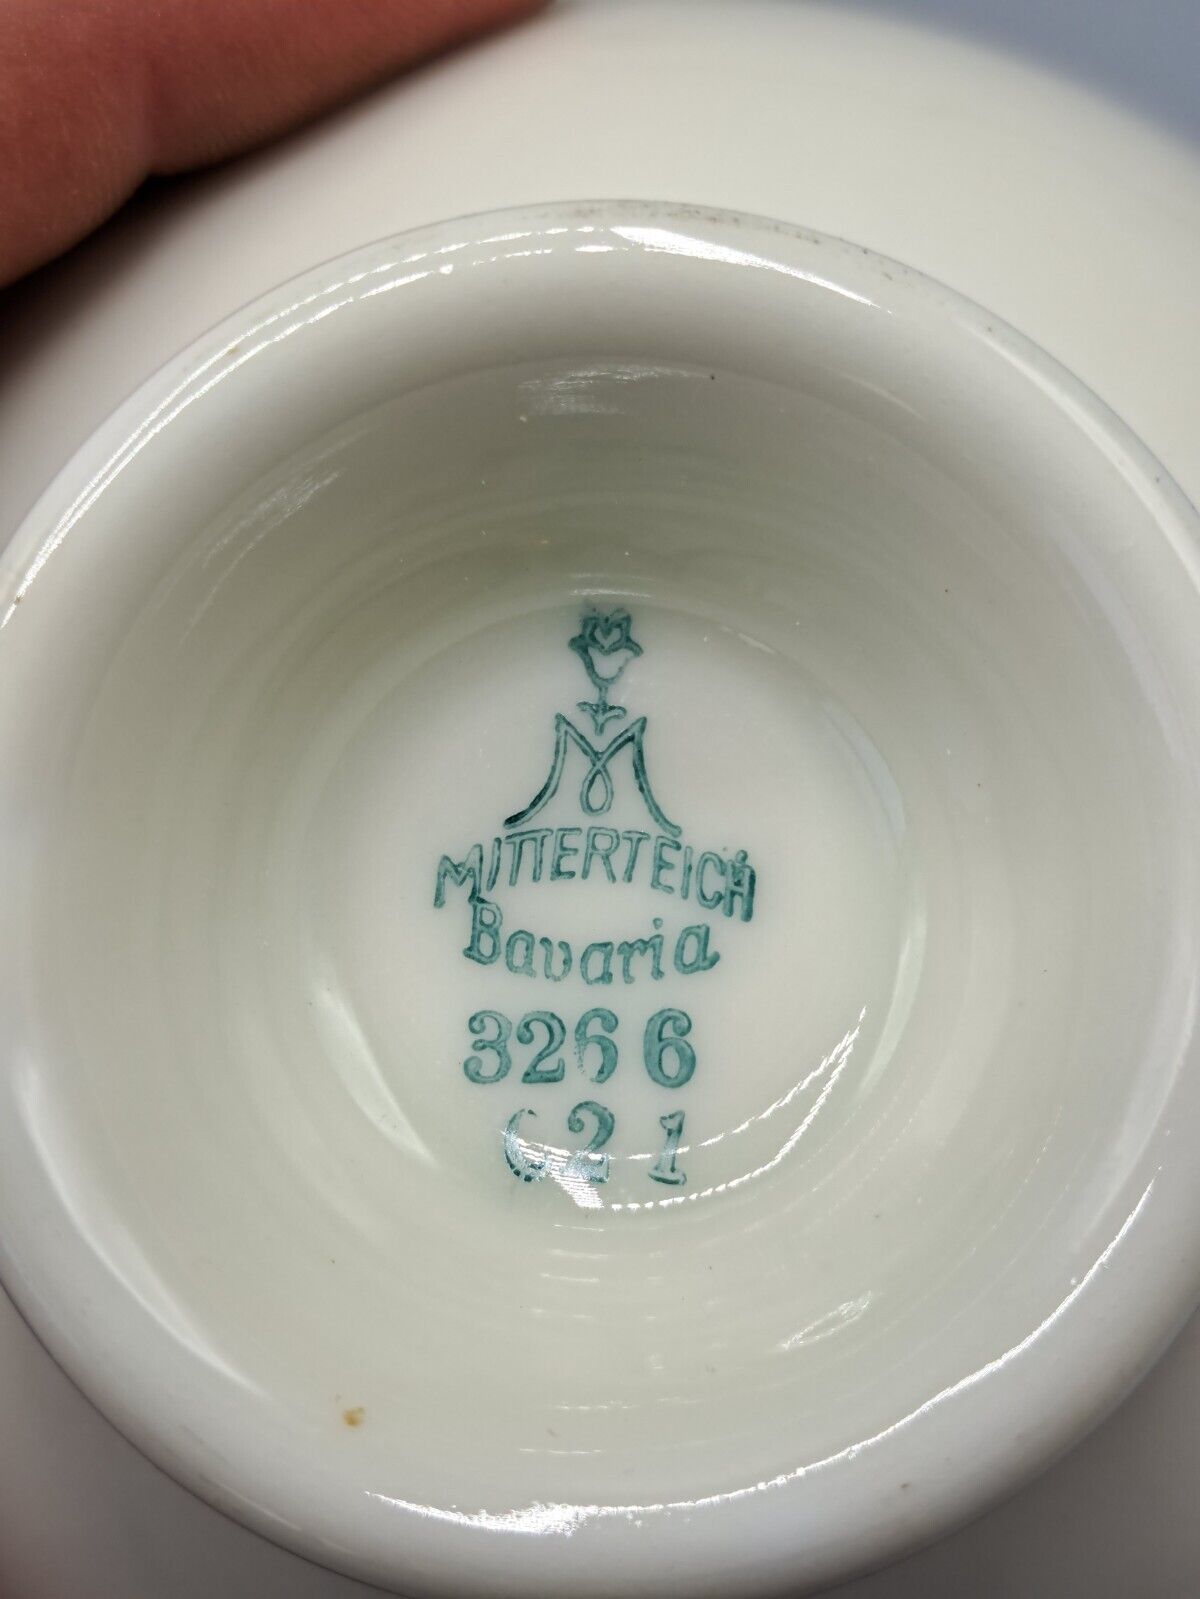 M
MITTERTEICH
Bavaria
3266
621